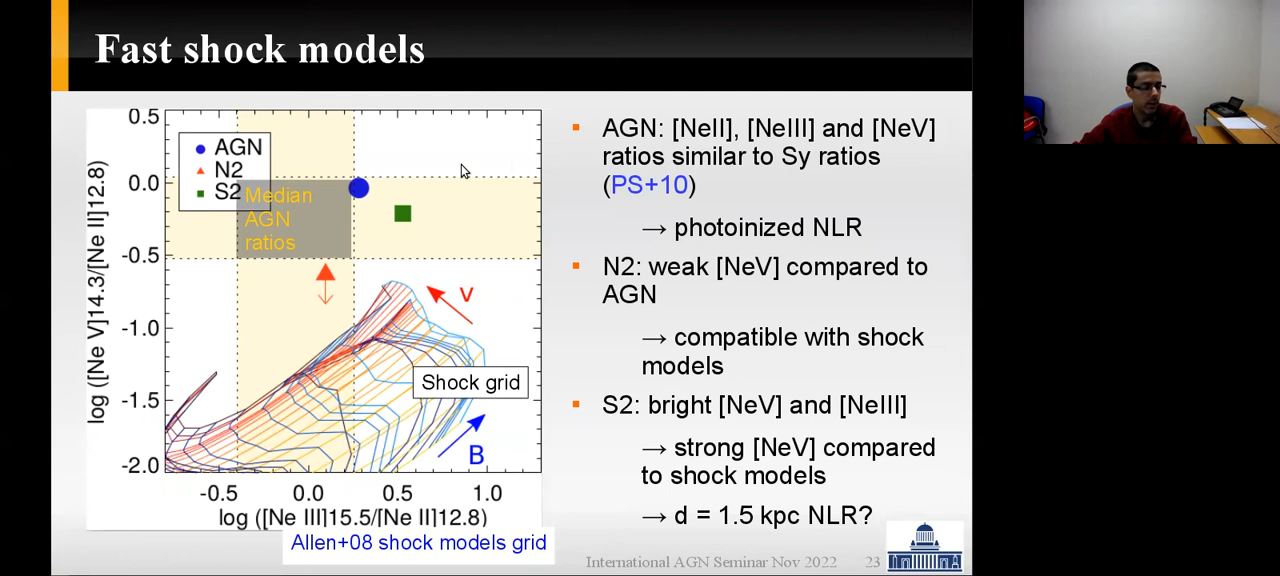 Fast shock models
0.5
0.0
-0.5
-1.0
-1.5
-2.0
log ([Ne V]14.3/[Ne II]12.8)
AGN
N2
S2
Median
AGN
ratios
v
Shock grid
B
-0.5 0.0 0.5 1.0
log ([Ne III]15.5/[Ne II]12.8)
Allen+08 shock models grid
▪ AGN: [NeII], [NeIII] and [NeV]
ratios similar to Sy ratios
(PS+10)
→ photoinized NLR
▪ N2: weak [NeV] compared to
AGN
→ compatible with shock
models
▪ S2: bright [NeV] and [NeIII]
→ strong [NeV] compared
to shock models
→ d = 1.5 kpc NLR?
International AGN Seminar Nov 2022 23